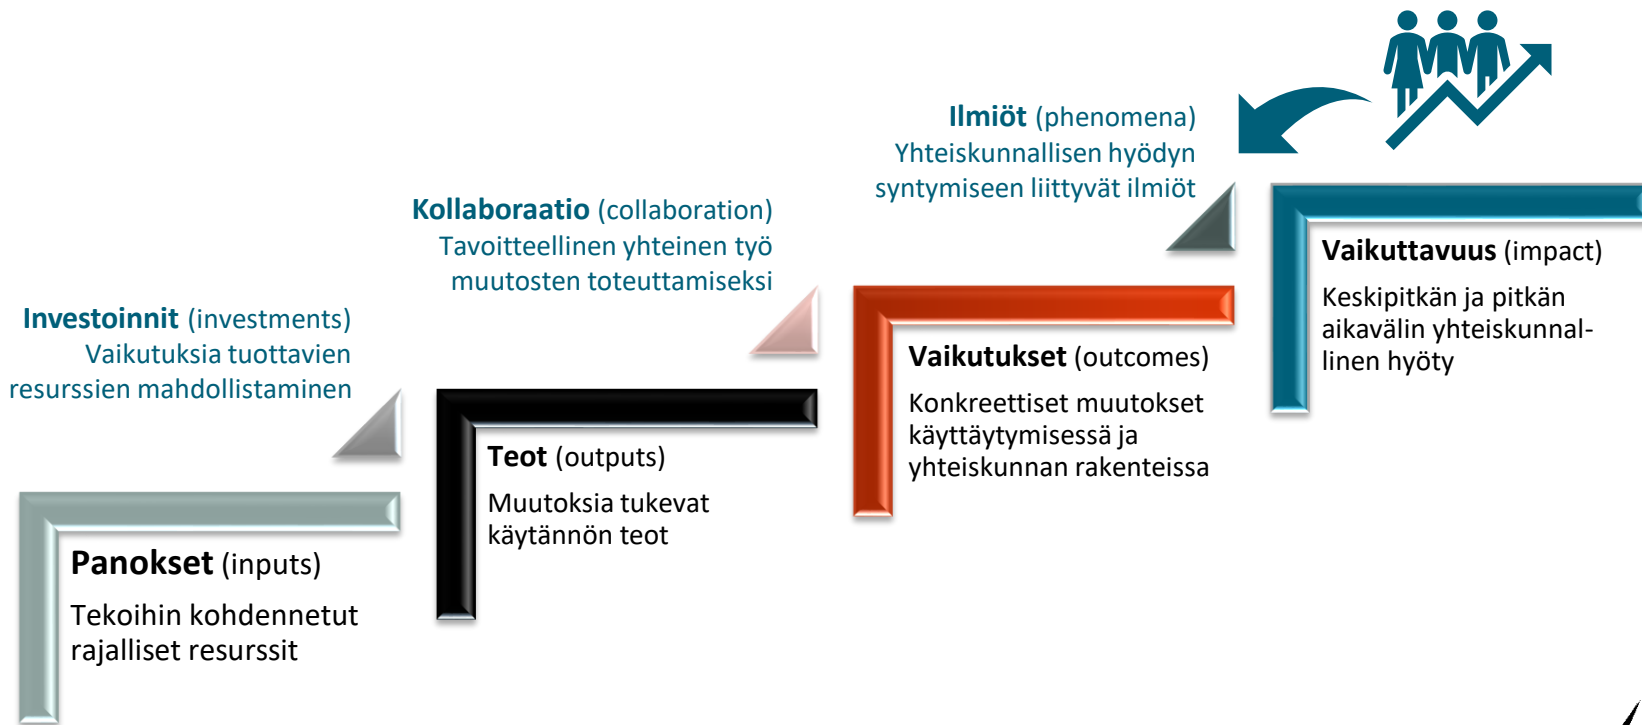 Investoinnit (investments)
Vaikutuksia tuottavien
resurssien mahdollistaminen
Panokset (inputs)
Tekoihin kohdennetut
rajalliset resurssit
Kollaboraatio (collaboration)
Tavoitteellinen yhteinen työ
muutosten toteuttamiseksi
Teot (outputs)
Muutoksia tukevat
käytännön teot
Ilmiöt (phenomena)
Yhteiskunnallisen hyödyn
syntymiseen liittyvät ilmiöt
Vaikutukset (outcomes)
Konkreettiset muutokset
käyttäytymisessä ja
yhteiskunnan rakenteissa
Vaikuttavuus (impact)
Keskipitkän ja pitkän
aikavälin yhteiskunnal-
linen hyöty